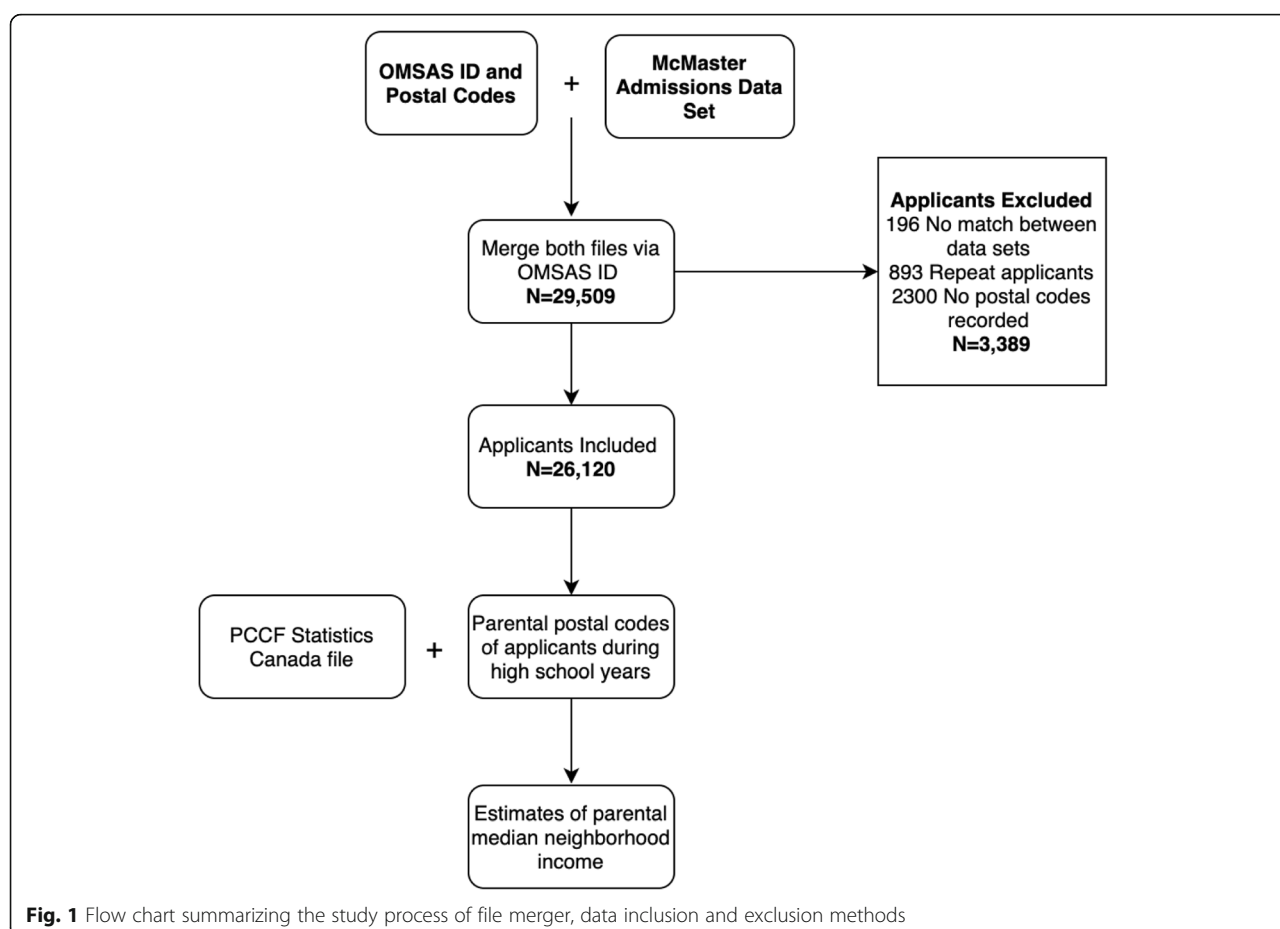 OMSAS ID and
Postal Codes
+
McMaster
Admissions Data
Set
Merge both files via
OMSAS ID
N=29,509
Applicants Excluded
196 No match between
data sets
893 Repeat applicants
2300 No postal codes
recorded
N=3,389
Applicants Included
N=26,120
PCCF Statistics
Canada file
+
Parental postal codes
of applicants during
high school years
Estimates of parental
median neighborhood
income
Fig. 1 Flow chart summarizing the study process of file merger, data inclusion and exclusion methods